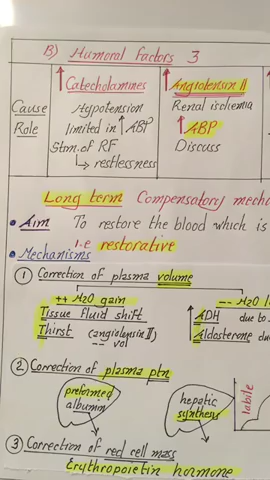 B) Humoral factors 3
↑ Catecholamines
↑ Angiotensin II
Cause
Role
Hypotension
limited in ↑ABP
Stm. of RF
↳ restlessness
Renal ischemia
↑ ABP
Discuss
Long term Compensatory mecha
• Aim To restore the blood which is
i.e restorative
• Mechanisms
① Correction of plasma volume
++ H2O gain
Tissue fluid shift
Thirst (angiotensin II)
-- vol
-- H2O l
↑ ADH due to
Aldosterone du
② Correction of plasma ptn
preformed
albumin
hepatic
synthesis
labile
③ Correction of red cell mass
Erythropoietin hormone